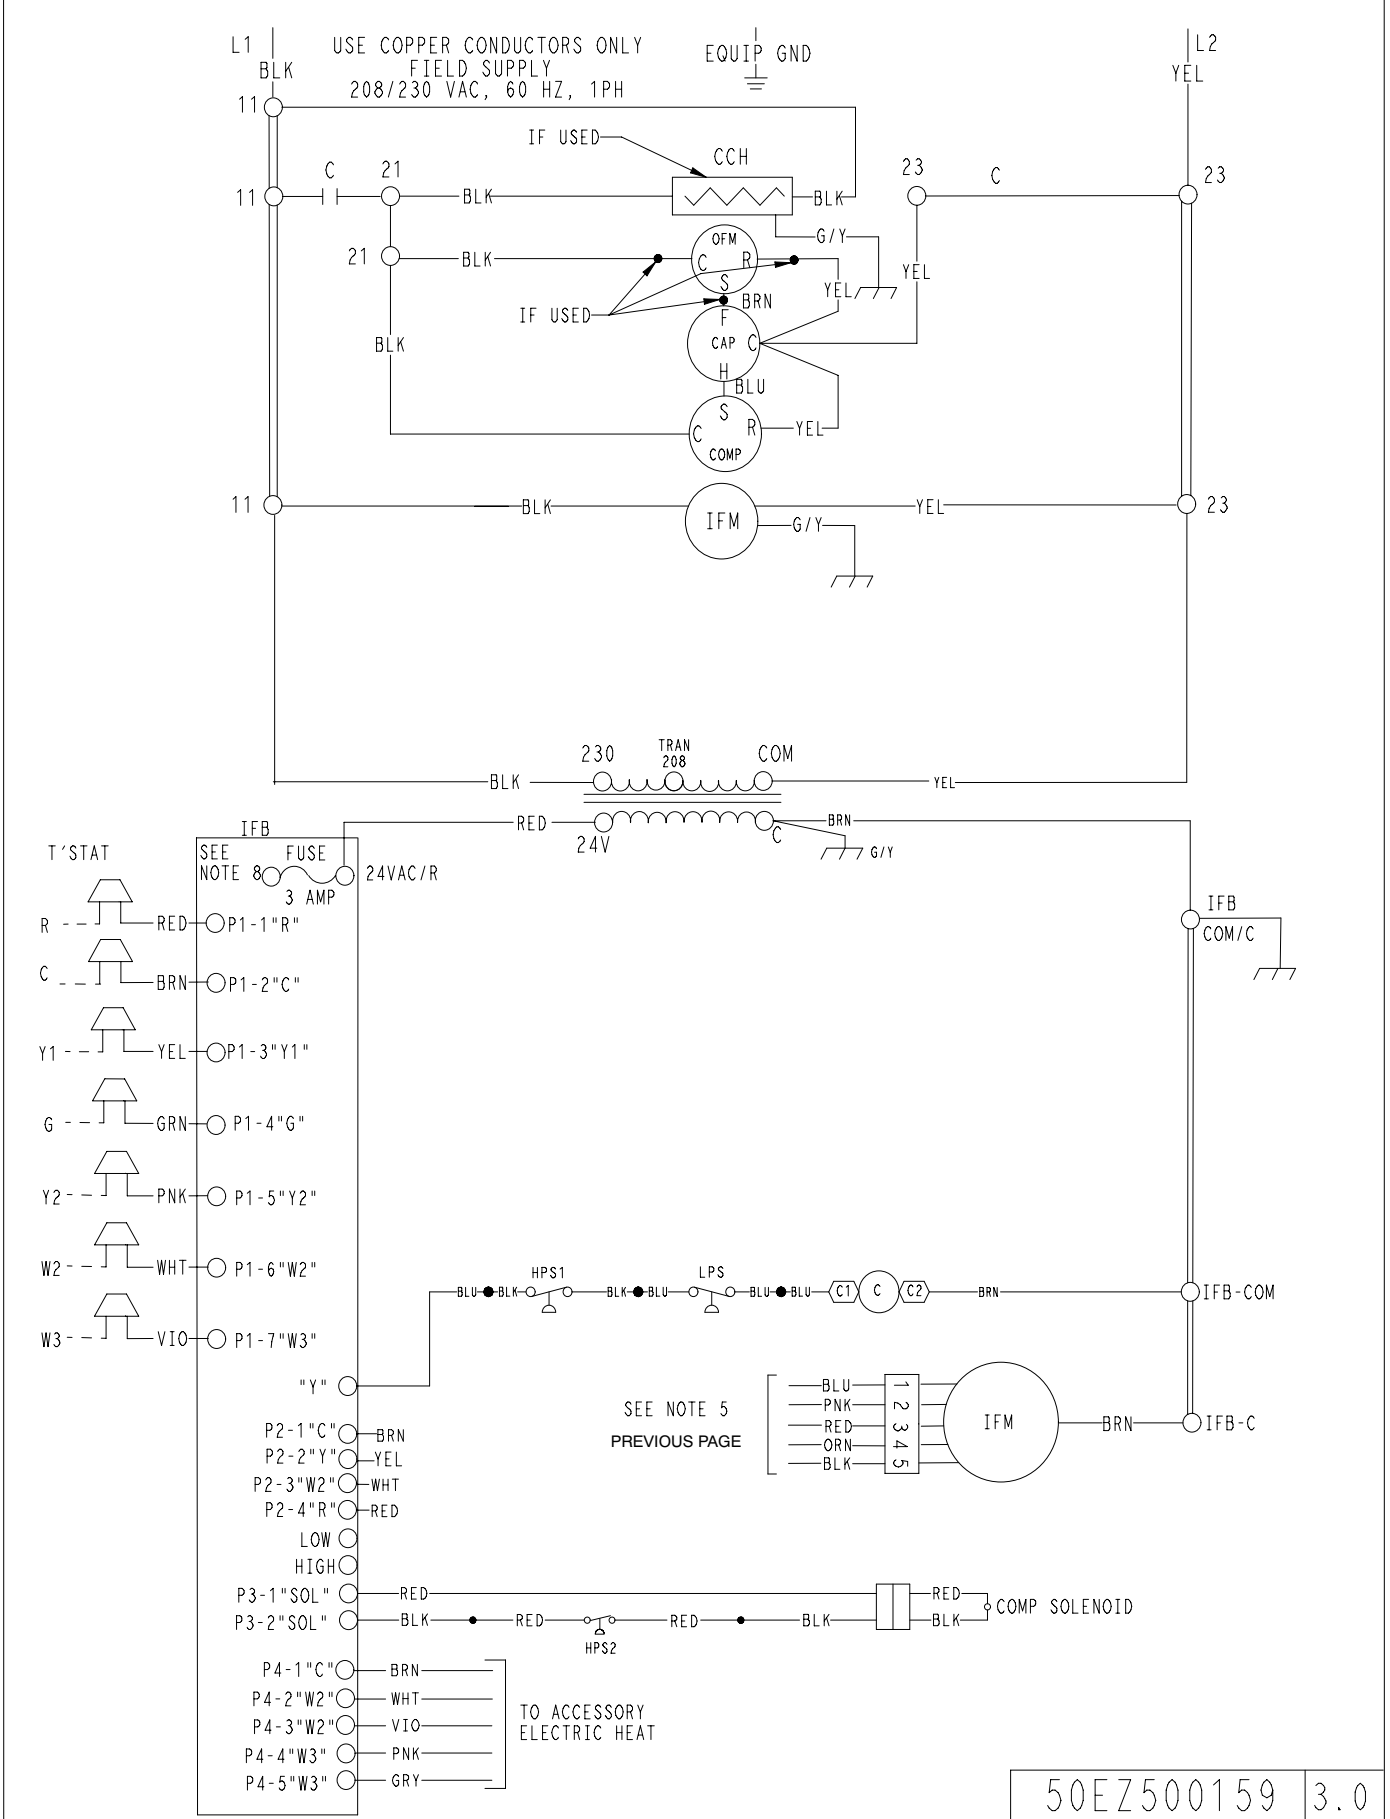 L1
USE COPPER CONDUCTORS ONLY
FIELD SUPPLY
208/230 VAC, 60 HZ, 1PH
EQUIP GND
L2
BLK
YEL
11
IF USED
CCH
11
C
21
BLK
BLK
23
C
23
G/Y
21
BLK
OFM
C
R
S
YEL
YEL
IF USED
BRN
F
CAP
C
H
BLK
BLU
S
C
R
YEL
COMP
11
BLK
IFM
G/Y
YEL
23
230
TRAN
208
COM
BLK
YEL
RED
24V
C
BRN
G/Y
IFB
T'STAT
SEE
NOTE 8
FUSE
3 AMP
24VAC/R
R
RED
P1-1"R"
IFB
COM/C
C
BRN
P1-2"C"
Y1
YEL
P1-3"Y1"
G
GRN
P1-4"G"
Y2
PNK
P1-5"Y2"
W2
WHT
P1-6"W2"
BLU
BLK
HPS1
BLK
BLU
LPS
BLU
BLU
C1
C
C2
BRN
IFB-COM
W3
VIO
P1-7"W3"
"Y"
SEE NOTE 5
PREVIOUS PAGE
BLU
PNK
RED
ORN
BLK
1
2
3
4
5
IFM
BRN
IFB-C
P2-1"C"
BRN
P2-2"Y"
YEL
P2-3"W2"
WHT
P2-4"R"
RED
LOW
HIGH
P3-1"SOL"
RED
RED
P3-2"SOL"
BLK
RED
HPS2
RED
BLK
BLK
COMP SOLENOID
P4-1"C"
BRN
P4-2"W2"
WHT
P4-3"W2"
VIO
P4-4"W3"
PNK
P4-5"W3"
GRY
TO ACCESSORY
ELECTRIC HEAT
50EZ500159
3.0